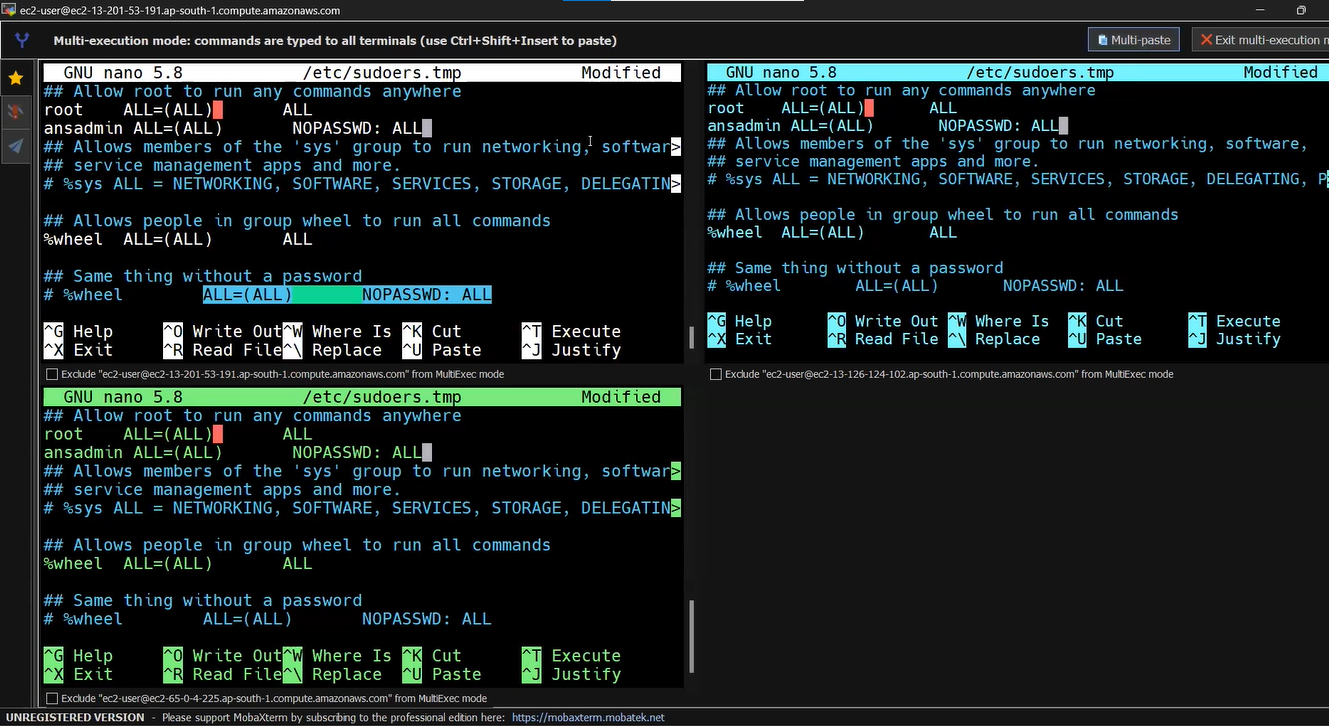 ec2-user@ec2-13-201-53-191.ap-south-1.compute.amazonaws.com
Multi-execution mode: commands are typed to all terminals (use Ctrl+Shift+Insert to paste)
Multi-paste
Exit multi-execution m
GNU nano 5.8 /etc/sudoers.tmp Modified
## Allow root to run any commands anywhere
root ALL=(ALL) ALL
ansadmin ALL=(ALL) NOPASSWD: ALL
## Allows members of the 'sys' group to run networking, softwar>
## service management apps and more.
# %sys ALL = NETWORKING, SOFTWARE, SERVICES, STORAGE, DELEGATIN>
## Allows people in group wheel to run all commands
%wheel ALL=(ALL) ALL
## Same thing without a password
# %wheel ALL=(ALL) NOPASSWD: ALL
^G Help ^O Write Out ^W Where Is ^K Cut ^T Execute
^X Exit ^R Read File ^\ Replace ^U Paste ^J Justify
Exclude "ec2-user@ec2-13-201-53-191.ap-south-1.compute.amazonaws.com" from MultiExec mode
GNU nano 5.8 /etc/sudoers.tmp Modified
## Allow root to run any commands anywhere
root ALL=(ALL) ALL
ansadmin ALL=(ALL) NOPASSWD: ALL
## Allows members of the 'sys' group to run networking, software,
## service management apps and more.
# %sys ALL = NETWORKING, SOFTWARE, SERVICES, STORAGE, DELEGATING, P
## Allows people in group wheel to run all commands
%wheel ALL=(ALL) ALL
## Same thing without a password
# %wheel ALL=(ALL) NOPASSWD: ALL
^G Help ^O Write Out ^W Where Is ^K Cut ^T Execute
^X Exit ^R Read File ^\ Replace ^U Paste ^J Justify
Exclude "ec2-user@ec2-13-126-124-102.ap-south-1.compute.amazonaws.com" from MultiExec mode
GNU nano 5.8 /etc/sudoers.tmp Modified
## Allow root to run any commands anywhere
root ALL=(ALL) ALL
ansadmin ALL=(ALL) NOPASSWD: ALL
## Allows members of the 'sys' group to run networking, softwar>
## service management apps and more.
# %sys ALL = NETWORKING, SOFTWARE, SERVICES, STORAGE, DELEGATIN>
## Allows people in group wheel to run all commands
%wheel ALL=(ALL) ALL
## Same thing without a password
# %wheel ALL=(ALL) NOPASSWD: ALL
^G Help ^O Write Out ^W Where Is ^K Cut ^T Execute
^X Exit ^R Read File ^\ Replace ^U Paste ^J Justify
Exclude "ec2-user@ec2-65-0-4-225.ap-south-1.compute.amazonaws.com" from MultiExec mode
UNREGISTERED VERSION - Please support MobaXterm by subscribing to the professional edition here: https://mobaxterm.mobatek.net